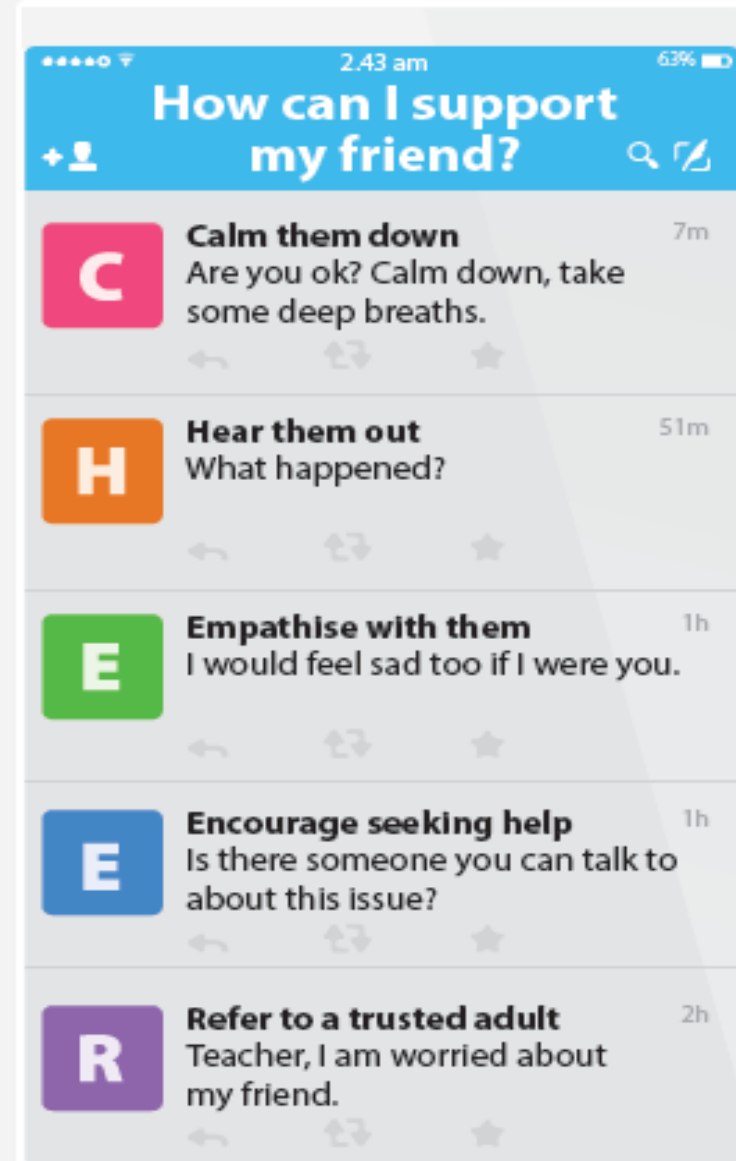 2.43 am
63%
How can I support
my friend?
C
Calm them down
7m
Are you ok? Calm down, take
some deep breaths.
H
Hear them out
51m
What happened?
E
Empathise with them
1h
I would feel sad too if I were you.
E
Encourage seeking help
1h
Is there someone you can talk to
about this issue?
R
Refer to a trusted adult
2h
Teacher, I am worried about
my friend.